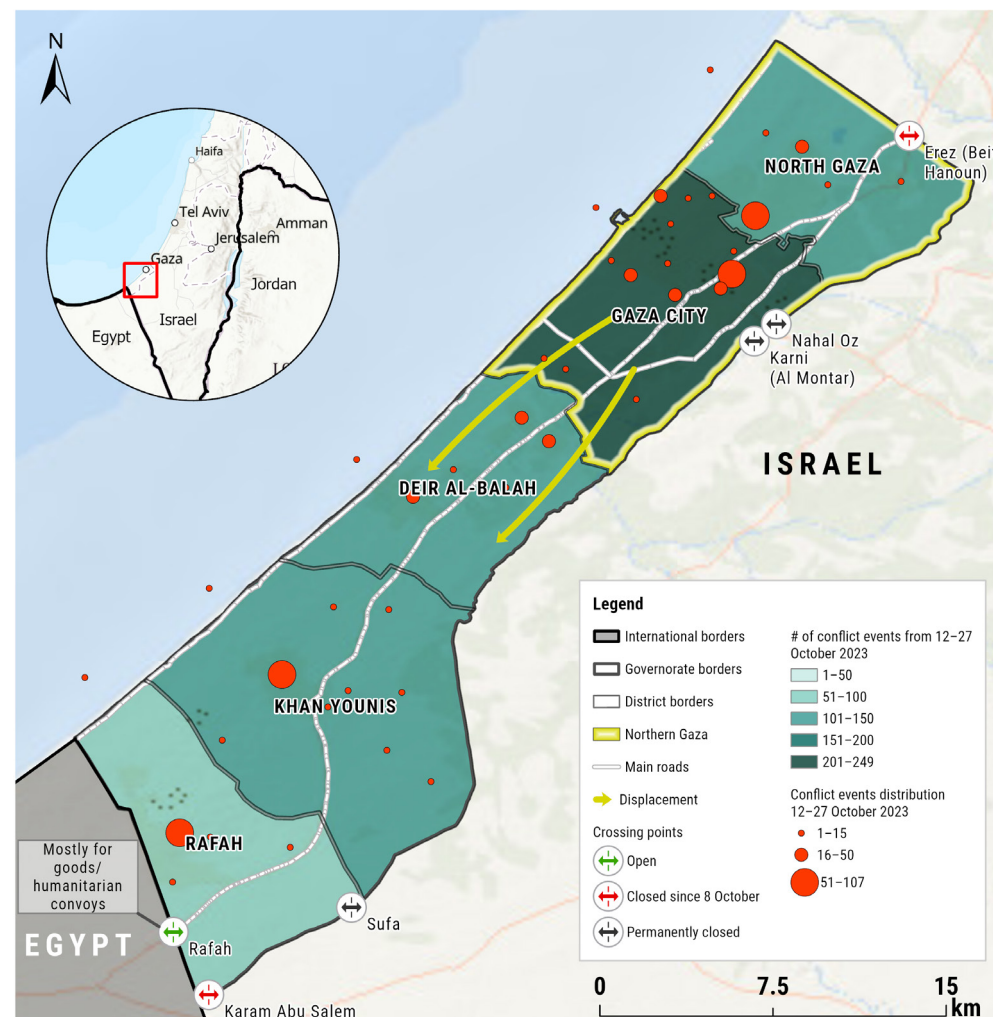 N
Haifa
Tel Aviv
Amman
Jerusalem
Gaza
Jordan
Israel
Egypt
NORTH GAZA
Erez (Beit
Hanoun)
GAZA CITY
Nahal Oz
Karni
(Al Montar)
ISRAEL
DEIR AL-BALAH
KHAN YOUNIS
RAFAH
Mostly for
goods/
humanitarian
convoys
EGYPT
Rafah
Sufa
Karam Abu Salem
Legend
International borders
Governorate borders
District borders
Northern Gaza
Main roads
Displacement
Crossing points
Open
Closed since 8 October
Permanently closed
# of conflict events from 12–27
October 2023
1–50
51–100
101–150
151–200
201–249
Conflict events distribution
12–27 October 2023
1–15
16–50
51–107
0
7.5
15
km